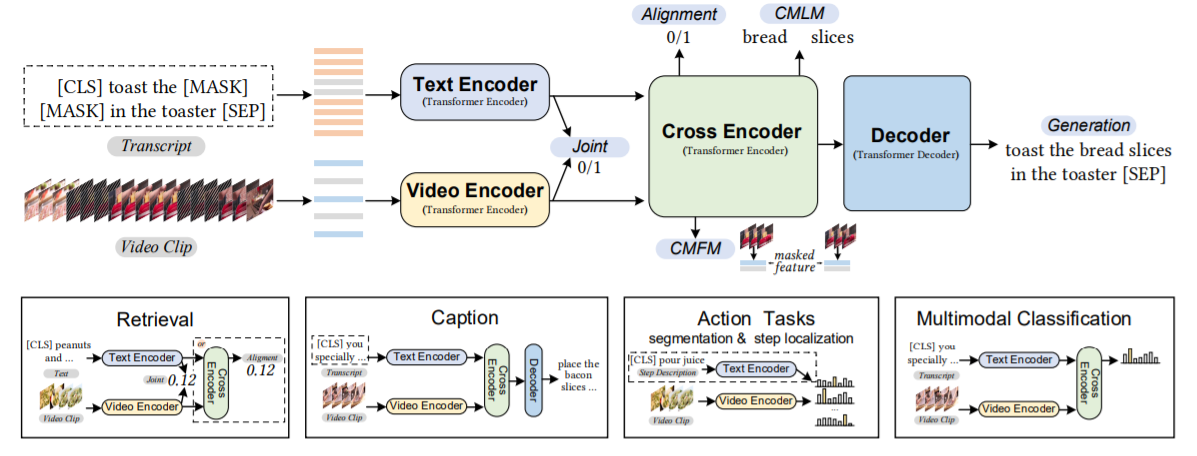 Alignment
0/1
CMLM
bread slices
[CLS] toast the [MASK]
[MASK] in the toaster [SEP]
Transcript
Text Encoder
(Transformer Encoder)
Joint
0/1
Video Encoder
(Transformer Encoder)
Video Clip
Cross Encoder
(Transformer Encoder)
CMFM
masked
feature
Decoder
(Transformer Decoder)
Generation
toast the bread slices
in the toaster [SEP]
Retrieval
[CLS] peanuts
and ...
Text
Text Encoder
Joint 0.12
Video Encoder
Video Clip
or
Cross
Encoder
Aligment
0.12
Caption
[CLS] you
specially ...
Transcript
Text Encoder
Video Encoder
Video Clip
Cross
Encoder
Decoder
place the
bacon
slices ...
Action Tasks
segmentation & step localization
[CLS] pour juice
Step Description
Text Encoder
Video Encoder
Video Clip
...
Multimodal Classification
[CLS] you
specially ...
Transcript
Text Encoder
Video Encoder
Video Clip
Cross
Encoder